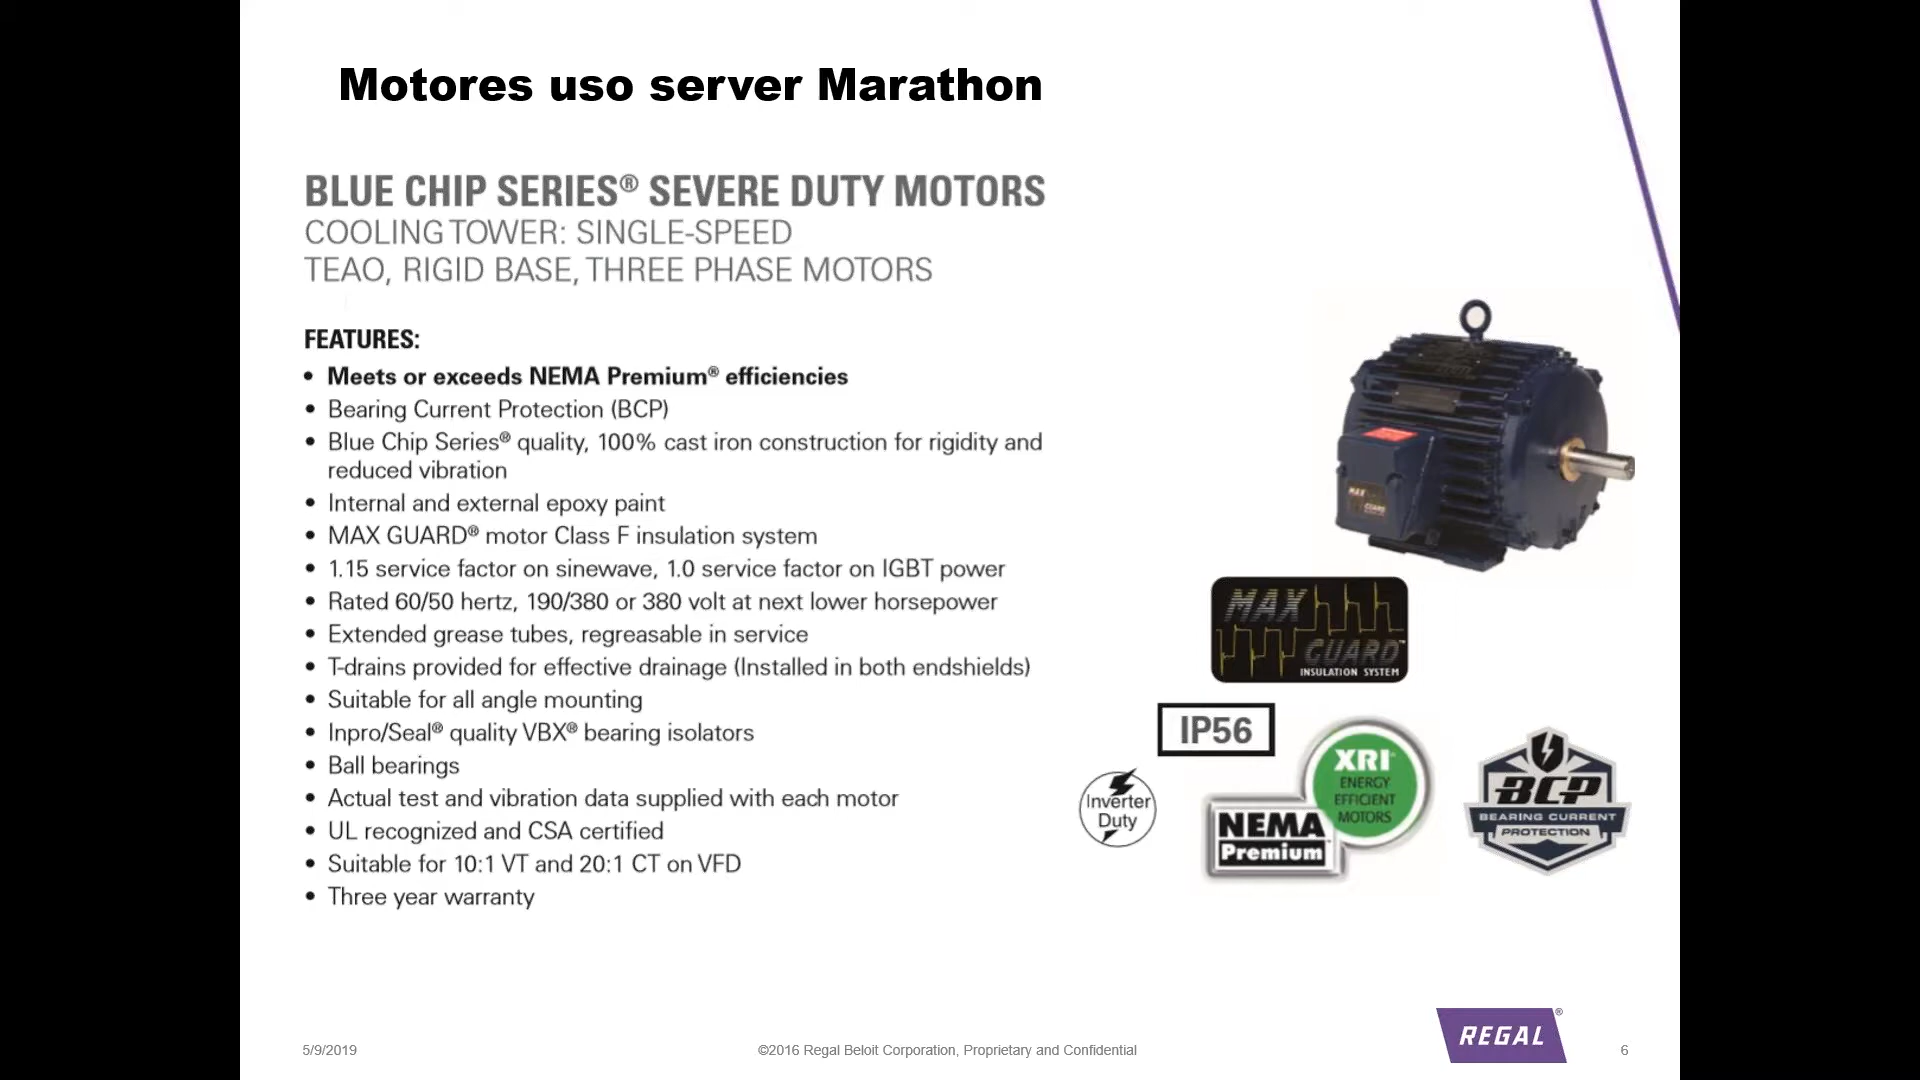 Motores uso server Marathon
BLUE CHIP SERIES® SEVERE DUTY MOTORS
COOLING TOWER: SINGLE-SPEED
TEAO, RIGID BASE, THREE PHASE MOTORS
FEATURES:
• Meets or exceeds NEMA Premium® efficiencies
• Bearing Current Protection (BCP)
• Blue Chip Series® quality, 100% cast iron construction for rigidity and
reduced vibration
• Internal and external epoxy paint
• MAX GUARD® motor Class F insulation system
• 1.15 service factor on sinewave, 1.0 service factor on IGBT power
• Rated 60/50 hertz, 190/380 or 380 volt at next lower horsepower
• Extended grease tubes, regreasable in service
• T-drains provided for effective drainage (Installed in both endshields)
• Suitable for all angle mounting
• Inpro/Seal® quality VBX® bearing isolators
• Ball bearings
• Actual test and vibration data supplied with each motor
• UL recognized and CSA certified
• Suitable for 10:1 VT and 20:1 CT on VFD
• Three year warranty
MAX
GUARD
MAX
GUARD™
INSULATION SYSTEM
IP56
Inverter
Duty
XRI
ENERGY
EFFICIENT
MOTORS
NEMA
Premium
BCP
BEARING CURRENT
PROTECTION
5/9/2019
©2016 Regal Beloit Corporation, Proprietary and Confidential
REGAL®
6